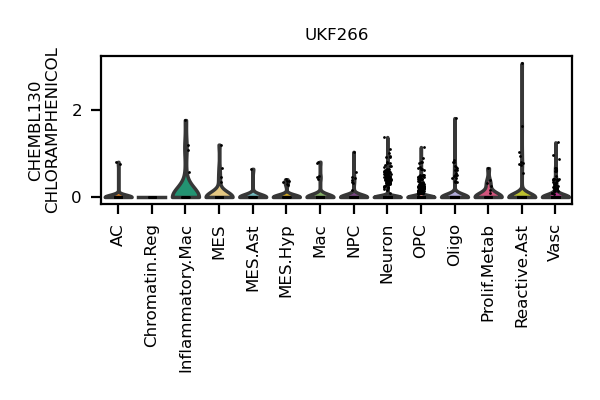 UKF266
CHEMBL130
CHLORAMPHENICOL
2
0
AC
Chromatin.Reg
Inflammatory.Mac
MES
MES.Ast
MES.Hyp
Mac
NPC
Neuron
OPC
Oligo
Prolif.Metab
Reactive.Ast
Vasc